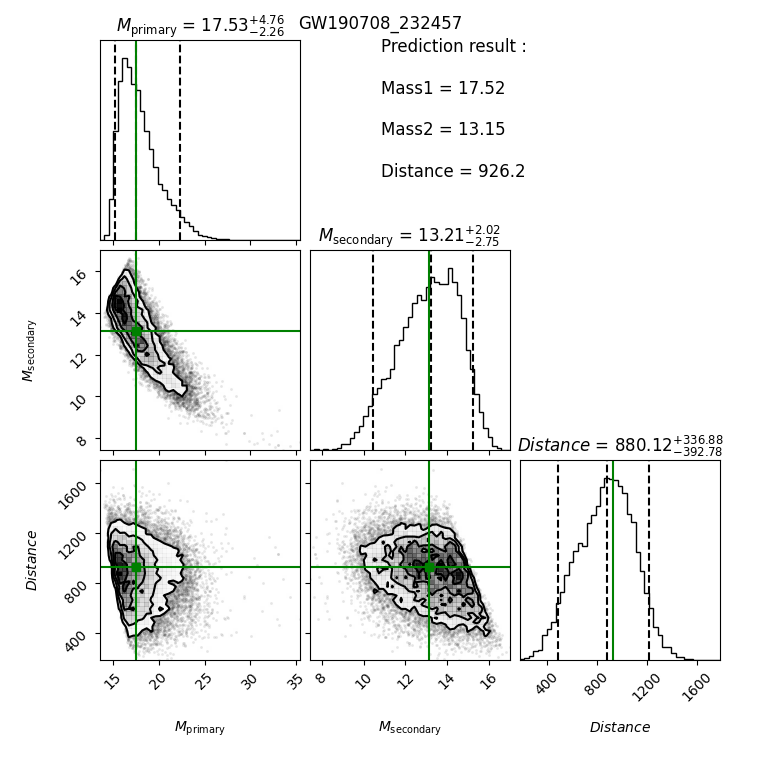 M_primary = 17.53 +4.76 −2.26 GW190708_232457
Prediction result :
Mass1 = 17.52
Mass2 = 13.15
Distance = 926.2
M_secondary = 13.21 +2.02 −2.75
16
14
12
10
8
M_secondary
Distance = 880.12 +336.88 −392.78
1600
1200
800
400
Distance
15 20 25 30 35
8 10 12 14 16
400 800 1200 1600
M_primary
M_secondary
Distance